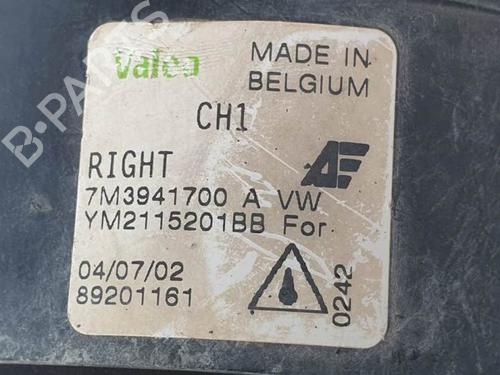 Valeo
MADE IN
BELGIUM
CH1
RIGHT
7M3941700 A VW
YM2115201BB For
04/07/02
89201161
0242
B-PARTS